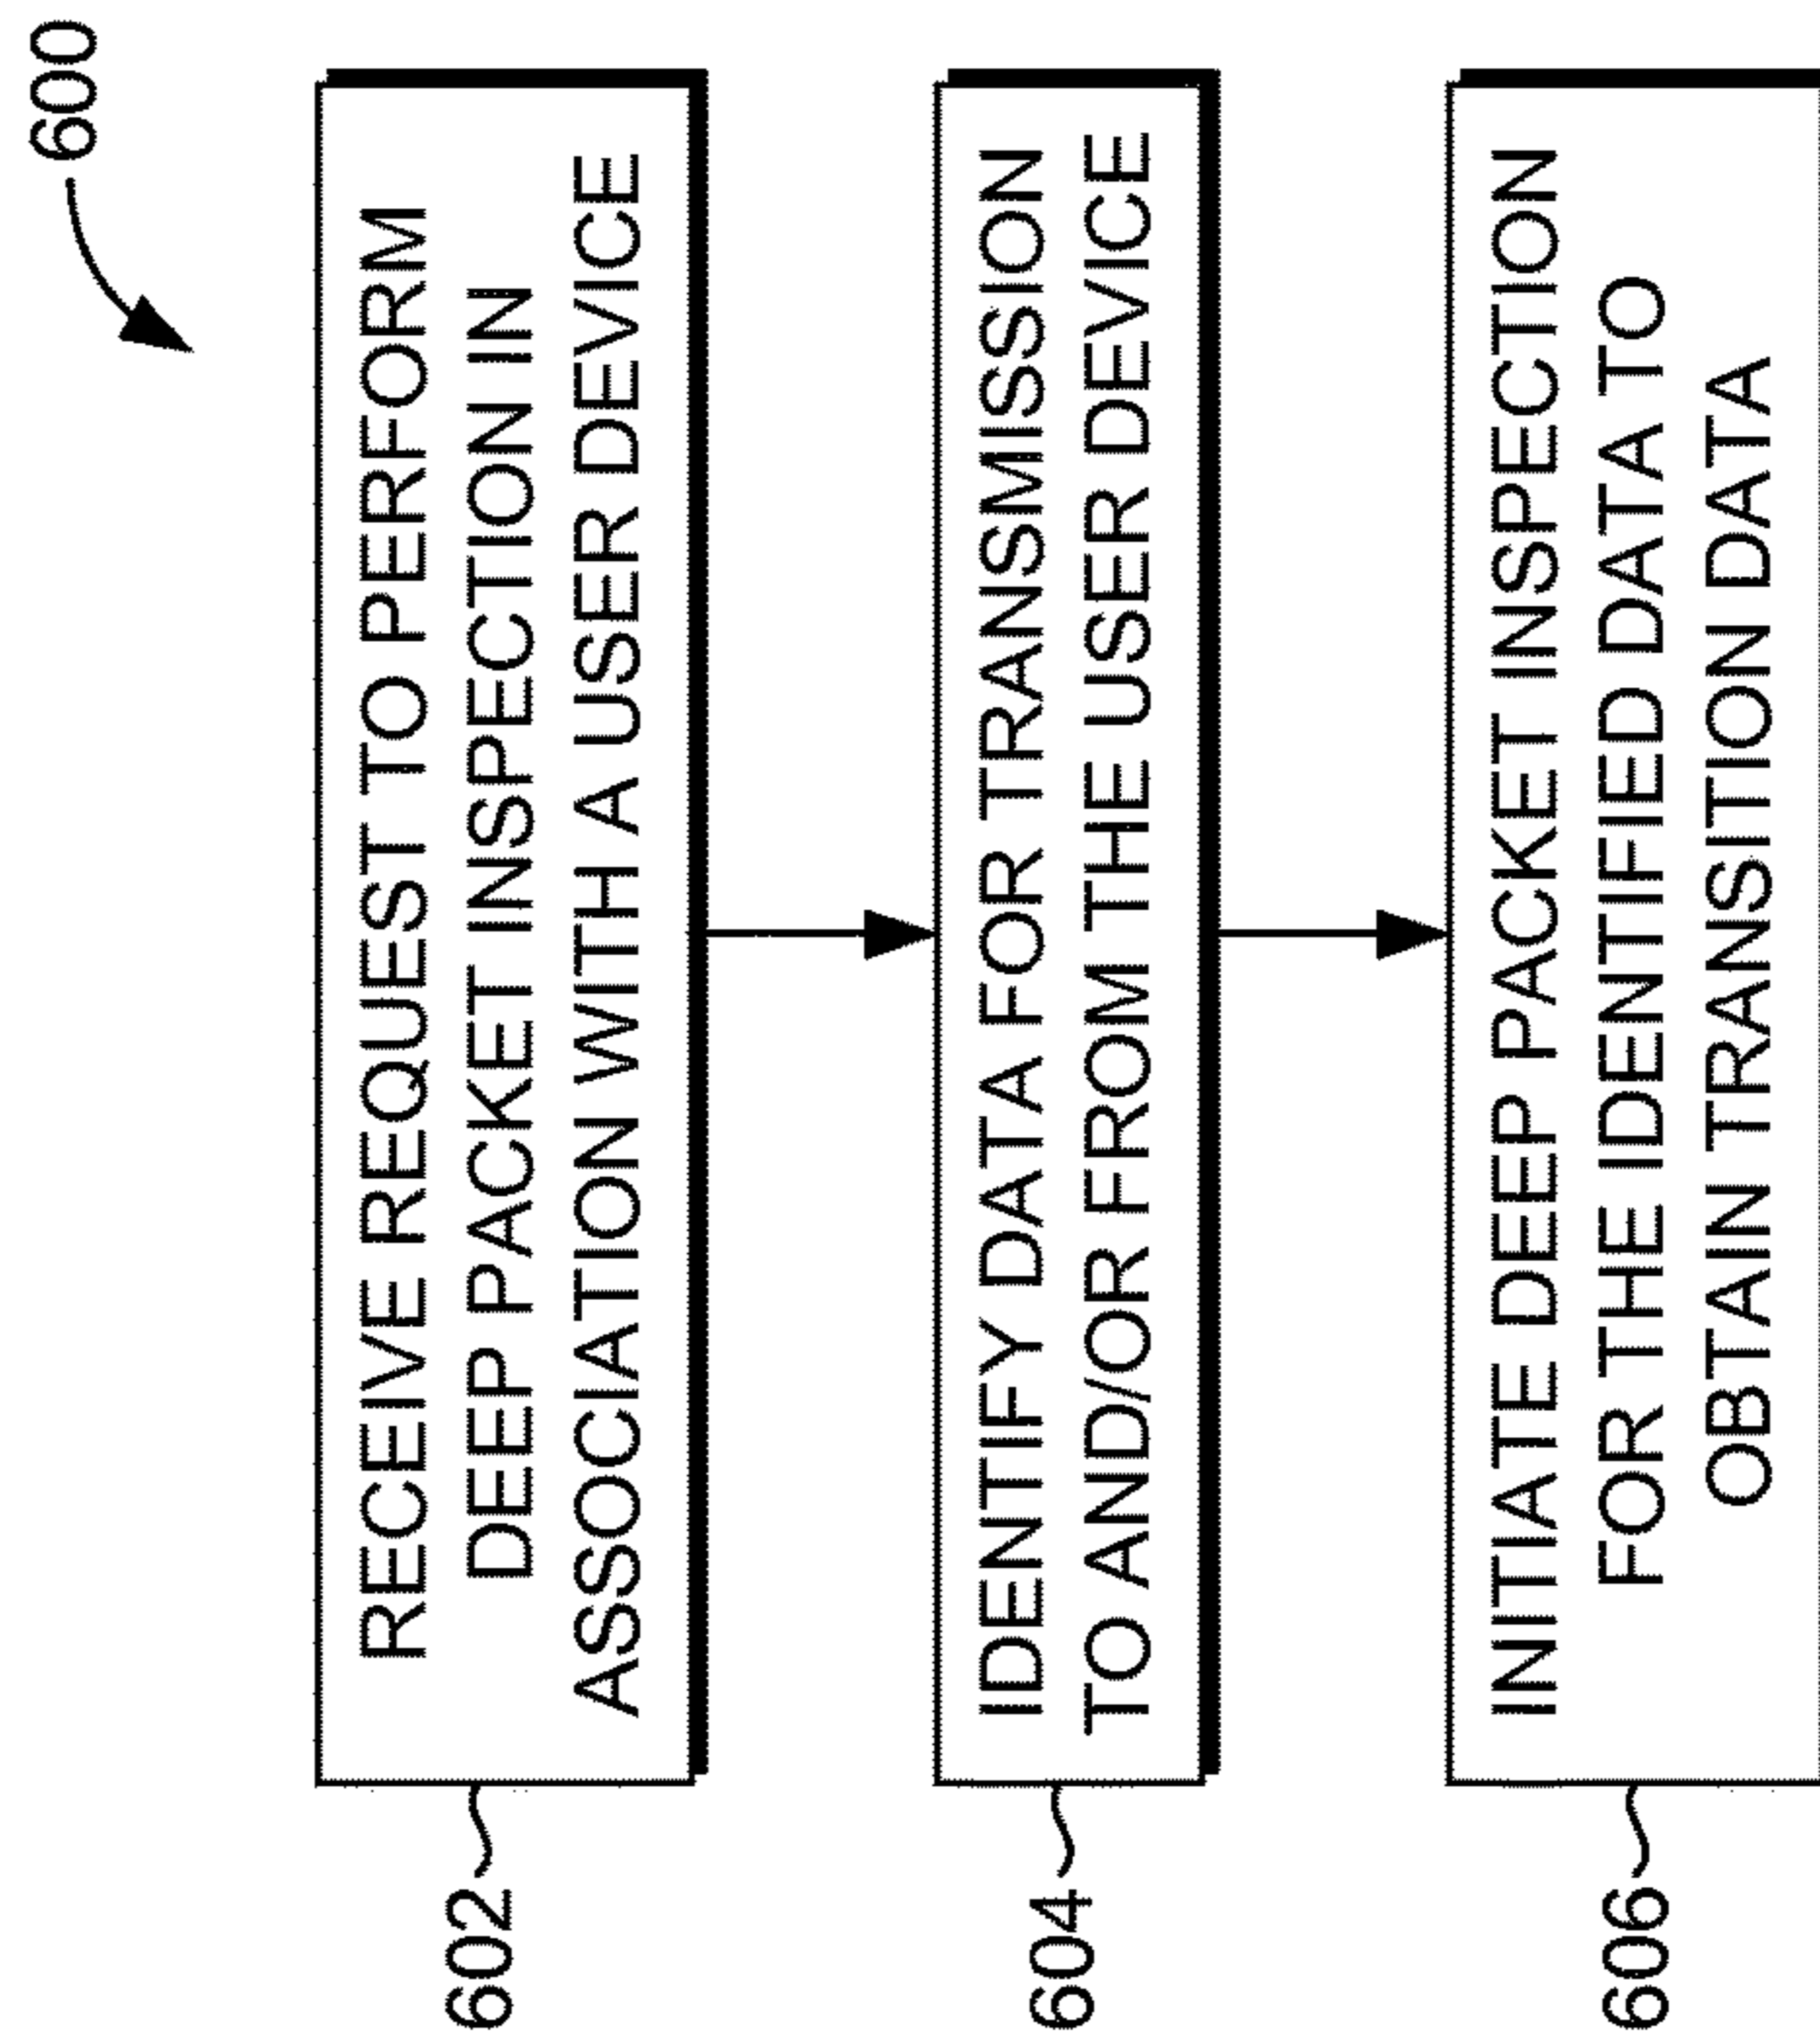 600
602
RECEIVE REQUEST TO PERFORM
DEEP PACKET INSPECTION IN
ASSOCIATION WITH A USER DEVICE
604
IDENTIFY DATA FOR TRANSMISSION
TO AND/OR FROM THE USER DEVICE
606
INITIATE DEEP PACKET INSPECTION
FOR THE IDENTIFIED DATA TO
OBTAIN TRANSITION DATA